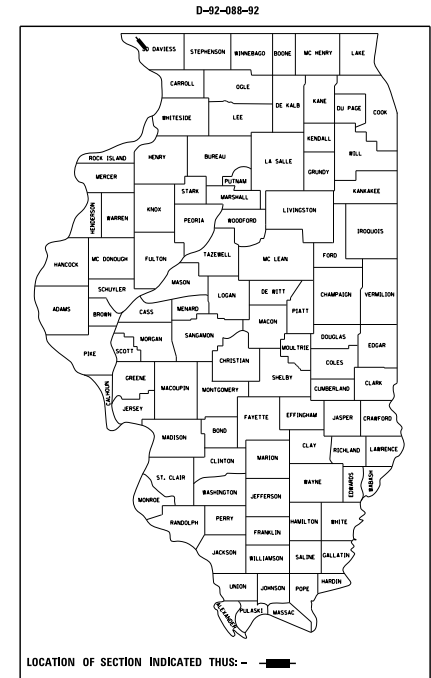 D-92-088-92
JO DAVIESS
STEPHENSON
WINNEBAGO
BOONE
MC HENRY
LAKE
CARROLL
OGLE
DE KALB
KANE
DU PAGE
COOK
WHITESIDE
LEE
KENDALL
WILL
ROCK ISLAND
HENRY
BUREAU
LA SALLE
GRUNDY
MERCER
PUTNAM
KANKAKEE
STARK
MARSHALL
HENDERSON
WARREN
KNOX
PEORIA
WOODFORD
LIVINGSTON
IROQUOIS
HANCOCK
MC DONOUGH
FULTON
TAZEWELL
MC LEAN
FORD
SCHUYLER
MASON
LOGAN
DE WITT
CHAMPAIGN
VERMILION
ADAMS
BROWN
CASS
MENARD
PIATT
MACON
MORGAN
SANGAMON
DOUGLAS
EDGAR
PIKE
SCOTT
CHRISTIAN
MOULTRIE
COLES
GREENE
MACOUPIN
SHELBY
CALHOUN
MONTGOMERY
CUMBERLAND
CLARK
JERSEY
FAYETTE
EFFINGHAM
JASPER
CRAWFORD
MADISON
BOND
CLAY
RICHLAND
LAWRENCE
CLINTON
MARION
ST. CLAIR
WAYNE
EDWARDS
WABASH
MONROE
WASHINGTON
JEFFERSON
RANDOLPH
PERRY
HAMILTON
WHITE
FRANKLIN
JACKSON
WILLIAMSON
SALINE
GALLATIN
UNION
JOHNSON
POPE
HARDIN
ALEXANDER
PULASKI
MASSAC
LOCATION OF SECTION INDICATED THUS: -